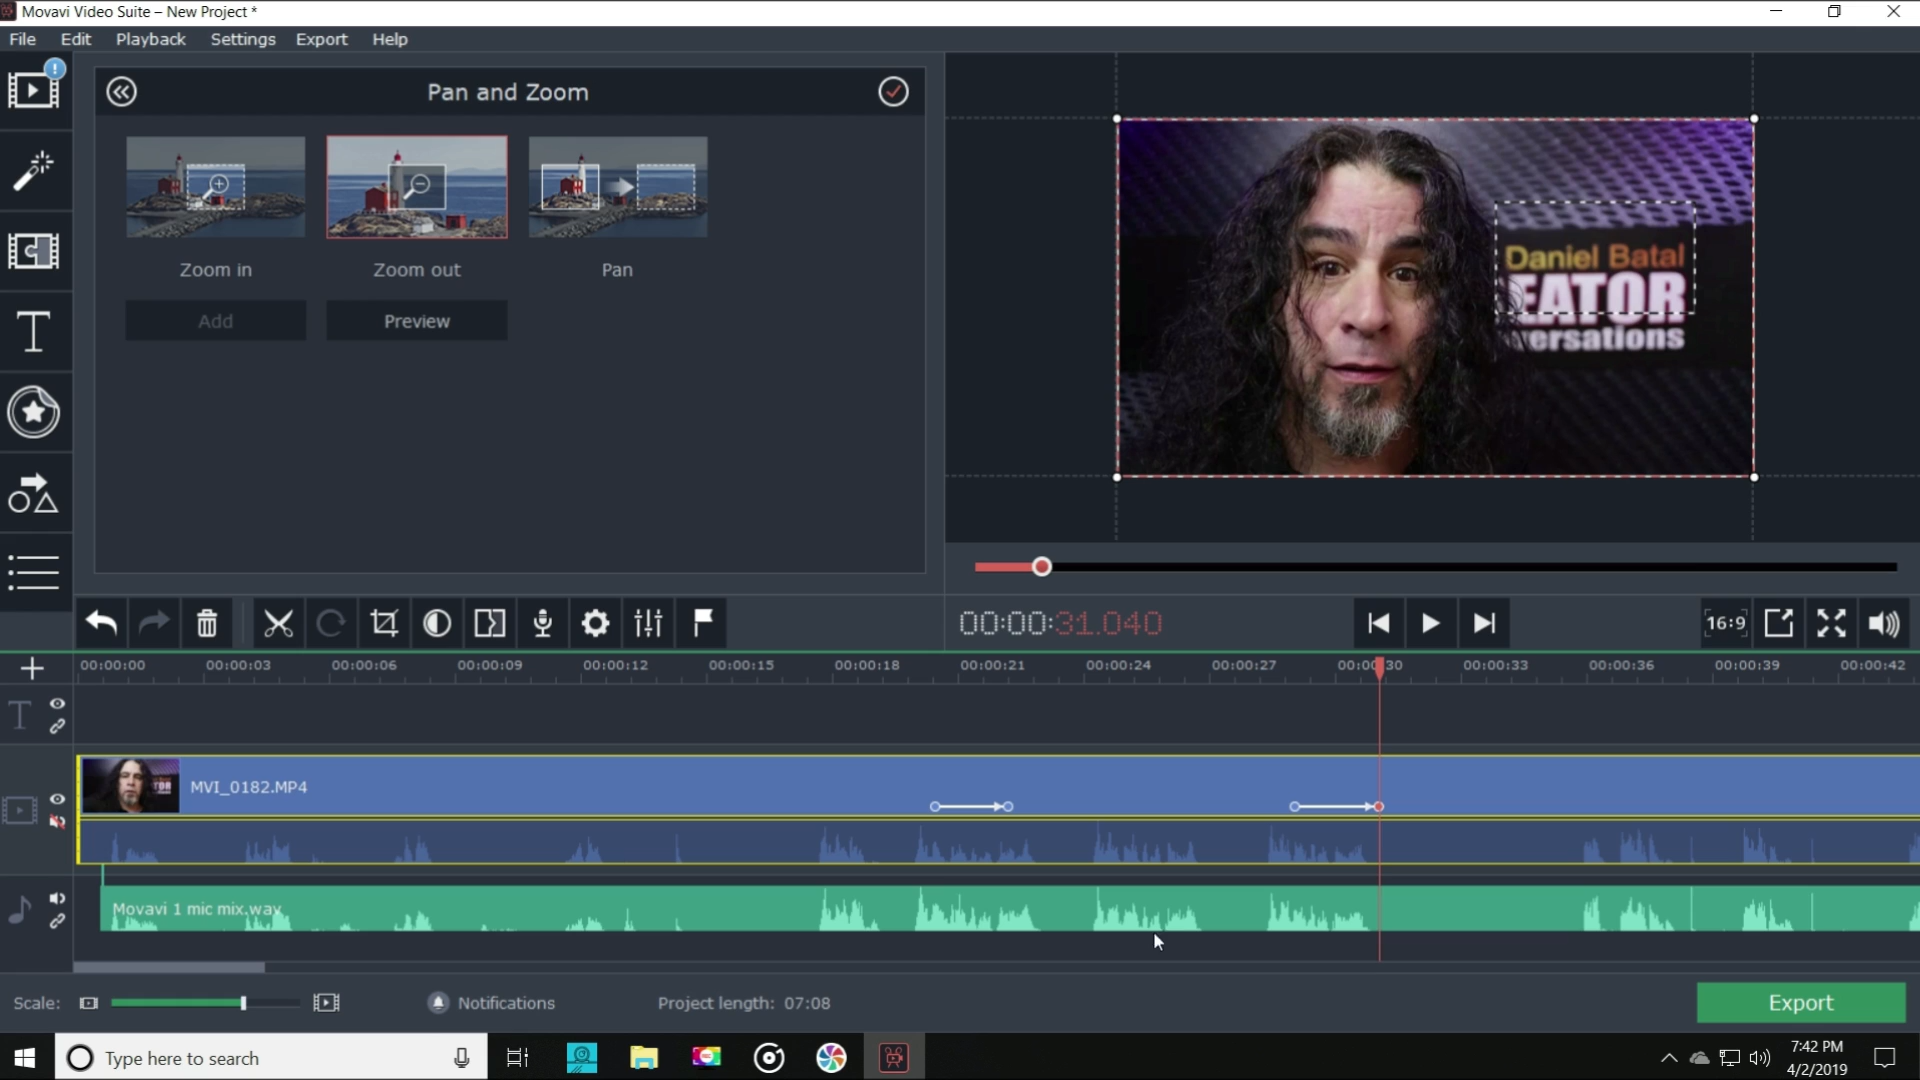 Movavi Video Suite – New Project *
File Edit Playback Settings Export Help
Pan and Zoom
Zoom in Zoom out Pan
Add Preview
Daniel Batal
EATOR
versations
00:00:31.040
16:9
00:00:00 00:00:03 00:00:06 00:00:09 00:00:12 00:00:15 00:00:18 00:00:21 00:00:24 00:00:27 00:00:30 00:00:33 00:00:36 00:00:39 00:00:42
T
MVI_0182.MP4
Movavi 1 mic mix.wav
Scale: Notifications Project length: 07:08 Export
Type here to search
7:42 PM
4/2/2019